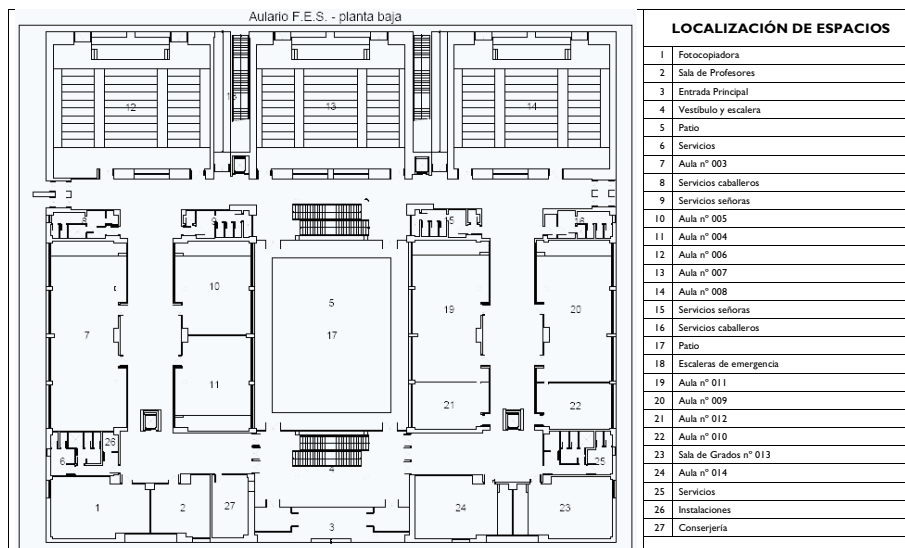 Aulario F.E.S. - planta baja
12
13
14
8
9
15
16
10
5
19
20
7
17
11
21
22
26
6
4
25
1
2
27
24
23
3
LOCALIZACIÓN DE ESPACIOS
1 Fotocopiadora
2 Sala de Profesores
3 Entrada Principal
4 Vestíbulo y escalera
5 Patio
6 Servicios
7 Aula nº 003
8 Servicios caballeros
9 Servicios señoras
10 Aula nº 005
11 Aula nº 004
12 Aula nº 006
13 Aula nº 007
14 Aula nº 008
15 Servicios señoras
16 Servicios caballeros
17 Patio
18 Escaleras de emergencia
19 Aula nº 011
20 Aula nº 009
21 Aula nº 012
22 Aula nº 010
23 Sala de Grados nº 013
24 Aula nº 014
25 Servicios
26 Instalaciones
27 Conserjería